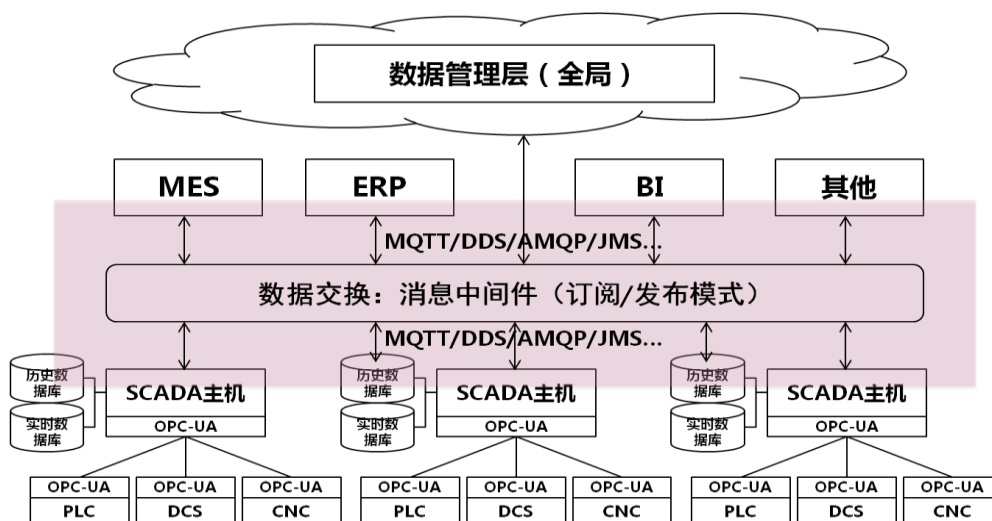 数据管理层（全局）
MES
ERP
BI
其他
MQTT/DDS/AMQP/JMS...
数据交换：消息中间件（订阅/发布模式）
MQTT/DDS/AMQP/JMS...
历史数
据库
实时数
据库
SCADA主机
OPC-UA
历史数
据库
实时数
据库
SCADA主机
OPC-UA
历史数
据库
实时数
据库
SCADA主机
OPC-UA
OPC-UA
PLC
OPC-UA
DCS
OPC-UA
CNC
OPC-UA
PLC
OPC-UA
DCS
OPC-UA
CNC
OPC-UA
PLC
OPC-UA
DCS
OPC-UA
CNC